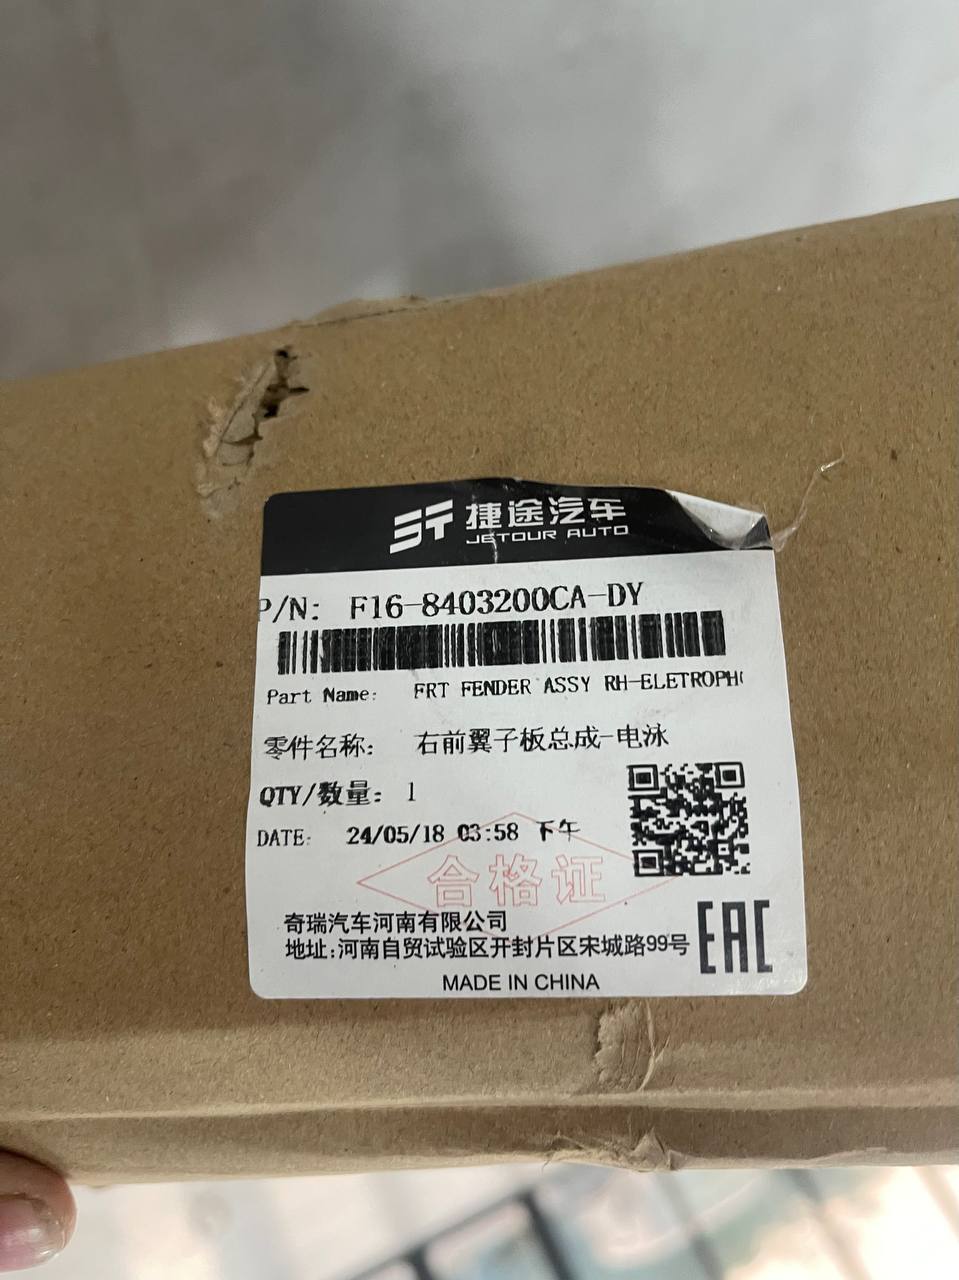 捷途汽车
JETOUR AUTO
P/N: F16-8403200CA-DY
Part Name: FRT FENDER ASSY RH-ELETROPH
零件名称: 右前翼子板总成-电泳
QTY/数量: 1
DATE: 24/05/18 03:58 下午
合格证
奇瑞汽车河南有限公司
地址:河南自贸试验区开封片区宋城路99号
EAC
MADE IN CHINA